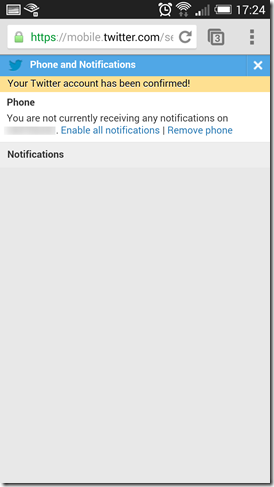 17:24
https://mobile.twitter.com/se
3
Phone and Notifications
Your Twitter account has been confirmed!
Phone
You are not currently receiving any notifications on
. Enable all notifications | Remove phone
Notifications